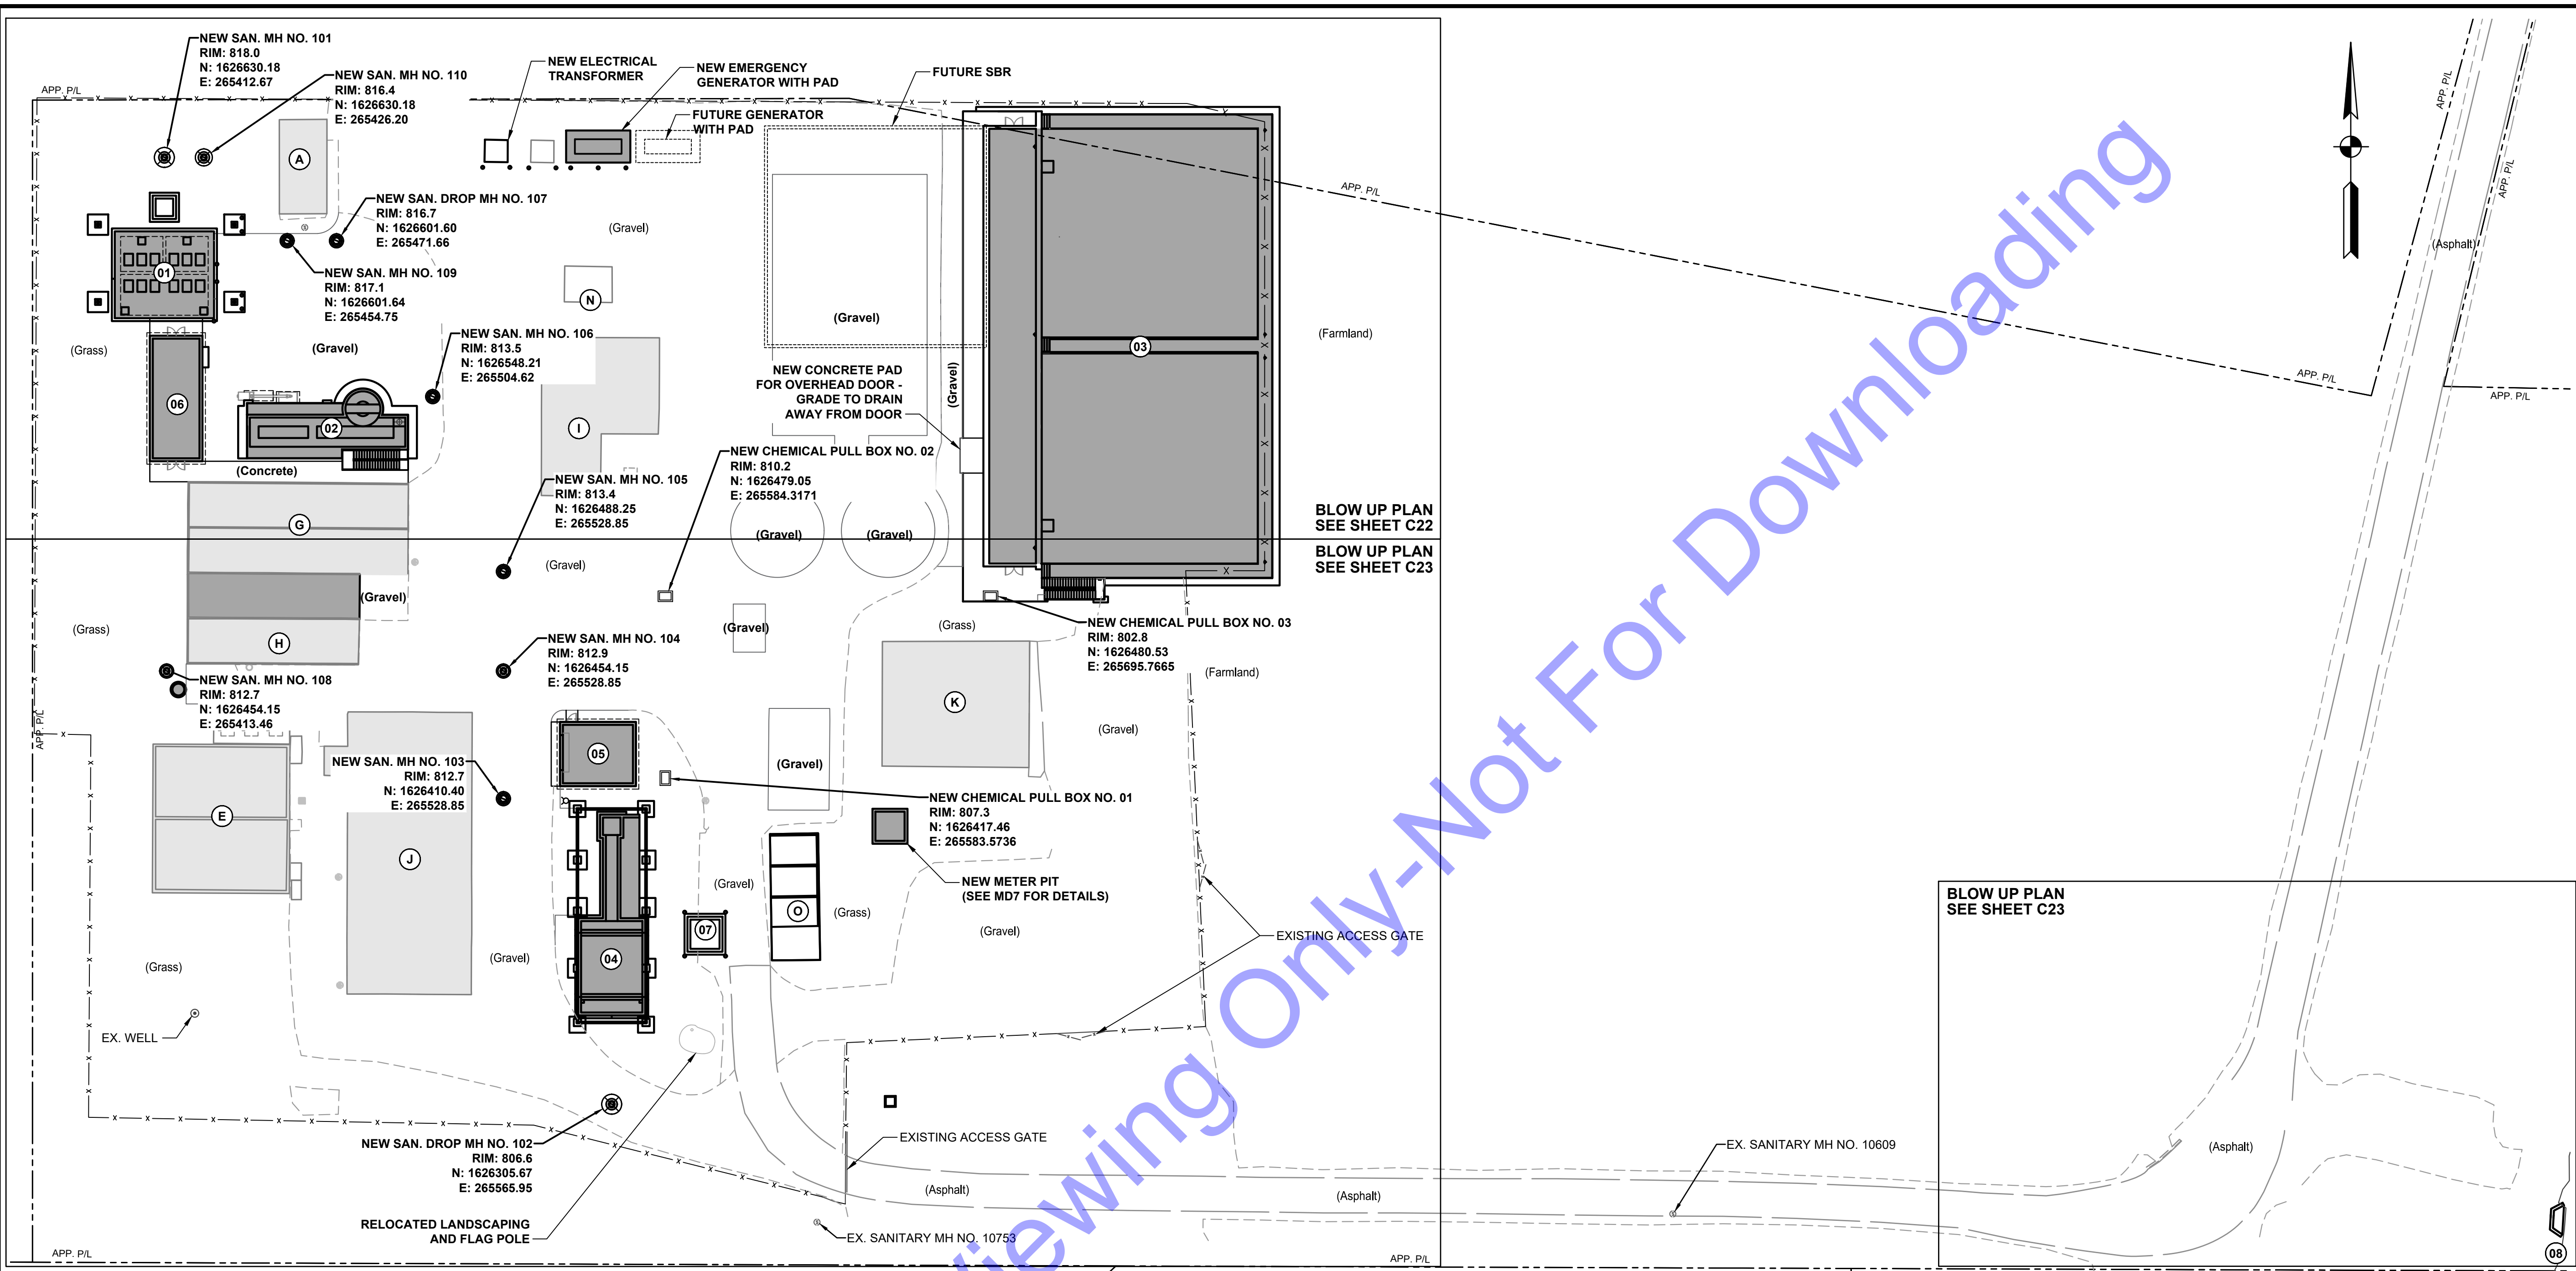 NEW SAN. MH NO. 101
RIM: 818.0
N: 1626630.18
E: 265412.67
NEW SAN. MH NO. 110
RIM: 816.4
N: 1626630.18
E: 265426.20
NEW ELECTRICAL
TRANSFORMER
NEW EMERGENCY
GENERATOR WITH PAD
FUTURE GENERATOR
WITH PAD
FUTURE SBR
APP. P/L
APP. P/L
APP. P/L
APP. P/L
APP. P/L
APP. P/L
(Asphalt)
A
NEW SAN. DROP MH NO. 107
RIM: 816.7
N: 1626601.60
E: 265471.66
(Gravel)
01
NEW SAN. MH NO. 109
RIM: 817.1
N: 1626601.64
E: 265454.75
N
(Gravel)
(Farmland)
03
NEW SAN. MH NO. 106
RIM: 813.5
N: 1626548.21
E: 265504.62
(Grass)
(Gravel)
06
02
(Concrete)
I
NEW CONCRETE PAD
FOR OVERHEAD DOOR -
GRADE TO DRAIN
AWAY FROM DOOR
(Gravel)
NEW CHEMICAL PULL BOX NO. 02
RIM: 810.2
N: 1626479.05
E: 265584.3171
NEW SAN. MH NO. 105
RIM: 813.4
N: 1626488.25
E: 265528.85
G
(Gravel)
(Gravel)
(Gravel)
BLOW UP PLAN
SEE SHEET C22
BLOW UP PLAN
SEE SHEET C23
(Gravel)
(Grass)
H
(Gravel)
(Grass)
NEW CHEMICAL PULL BOX NO. 03
RIM: 802.8
N: 1626480.53
E: 265695.7665
NEW SAN. MH NO. 104
RIM: 812.9
N: 1626454.15
E: 265528.85
(Farmland)
NEW SAN. MH NO. 108
RIM: 812.7
N: 1626454.15
E: 265413.46
APP. P/L
K
(Gravel)
05
(Gravel)
NEW SAN. MH NO. 103
RIM: 812.7
N: 1626410.40
E: 265528.85
NEW CHEMICAL PULL BOX NO. 01
RIM: 807.3
N: 1626417.46
E: 265583.5736
E
J
NEW METER PIT
(SEE MD7 FOR DETAILS)
(Gravel)
O
(Grass)
07
(Gravel)
EXISTING ACCESS GATE
(Grass)
(Gravel)
04
BLOW UP PLAN
SEE SHEET C23
EX. WELL
NEW SAN. DROP MH NO. 102
RIM: 806.6
N: 1626305.67
E: 265565.95
EXISTING ACCESS GATE
EX. SANITARY MH NO. 10609
(Asphalt)
(Asphalt)
(Asphalt)
RELOCATED LANDSCAPING
AND FLAG POLE
EX. SANITARY MH NO. 10753
APP. P/L
APP. P/L
08
Viewing Only-Not For Downloading